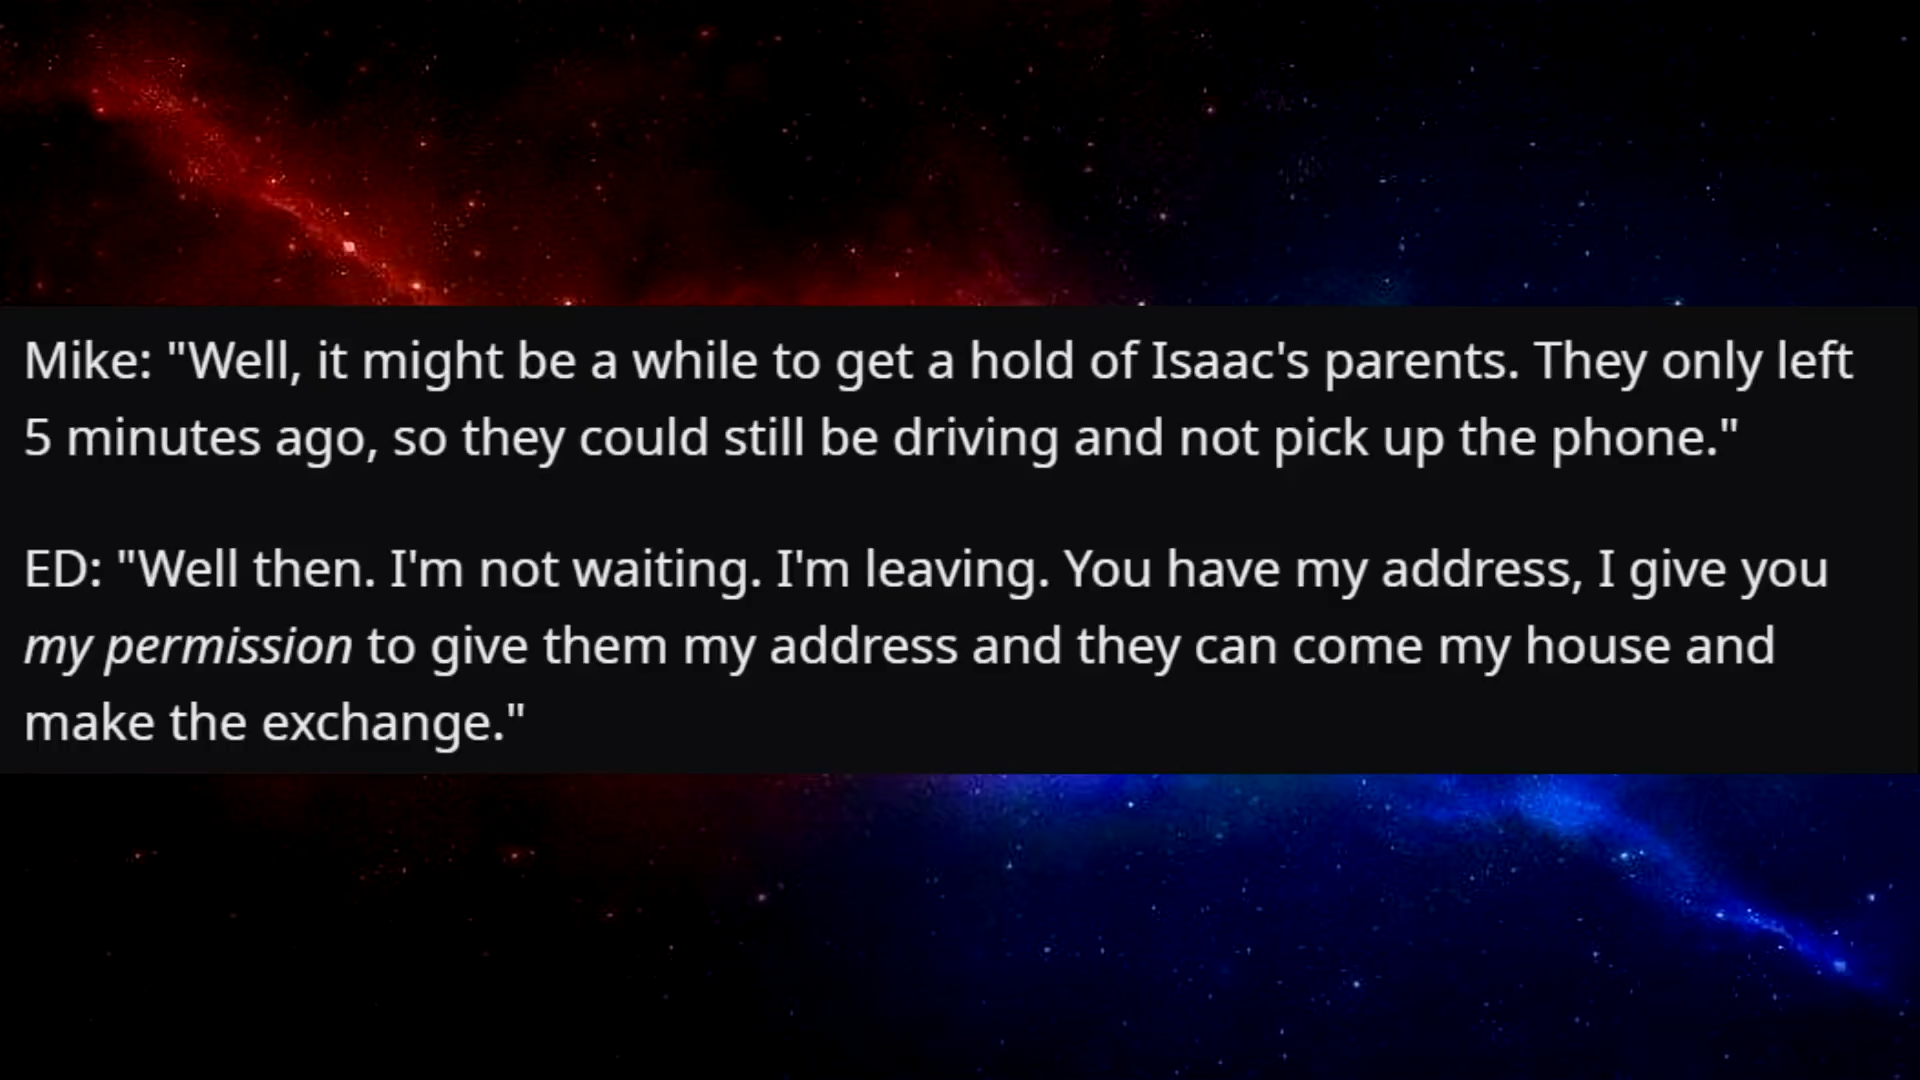 Mike: "Well, it might be a while to get a hold of Isaac's parents. They only left
5 minutes ago, so they could still be driving and not pick up the phone."
ED: "Well then. I'm not waiting. I'm leaving. You have my address, I give you
my permission to give them my address and they can come my house and
make the exchange."